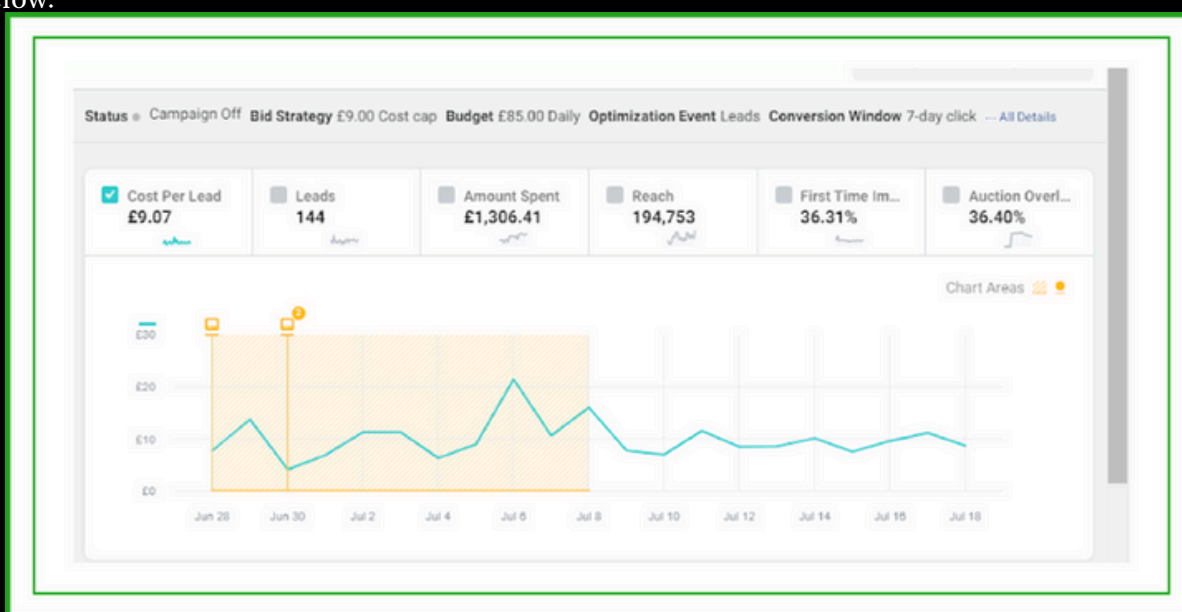 Status Campaign Off Bid Strategy £9.00 Cost cap Budget £85.00 Daily Optimization Event Leads Conversion Window 7-day click ... All Details
Cost Per Lead Leads Amount Spent Reach First Time Im... Auction Overl...
£9.07 144 £1,306.41 194,753 36.31% 36.40%
Chart Areas
2
£30
£20
£10
£0
Jun 28 Jun 30 Jul 2 Jul 4 Jul 6 Jul 8 Jul 10 Jul 12 Jul 14 Jul 16 Jul 18